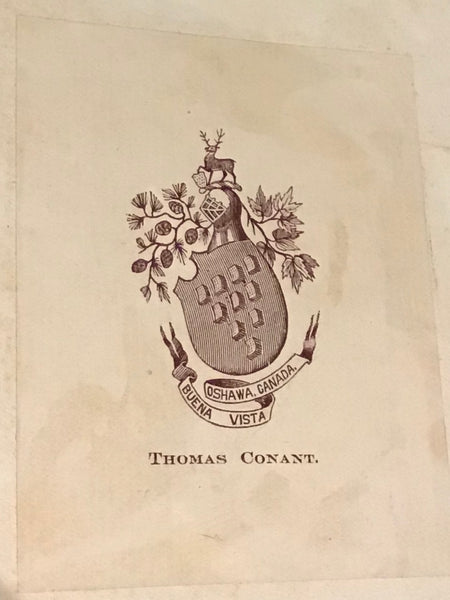 OSHAWA, CANADA.
BUENA VISTA
THOMAS CONANT.